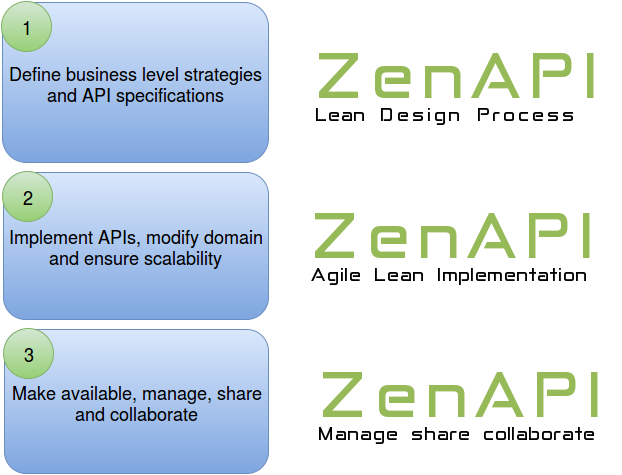 1
Define business level strategies
and API specifications
ZenAPI
Lean Design Process
2
Implement APIs, modify domain
and ensure scalability
ZenAPI
Agile Lean Implementation
3
Make available, manage, share
and collaborate
ZenAPI
Manage share collaborate